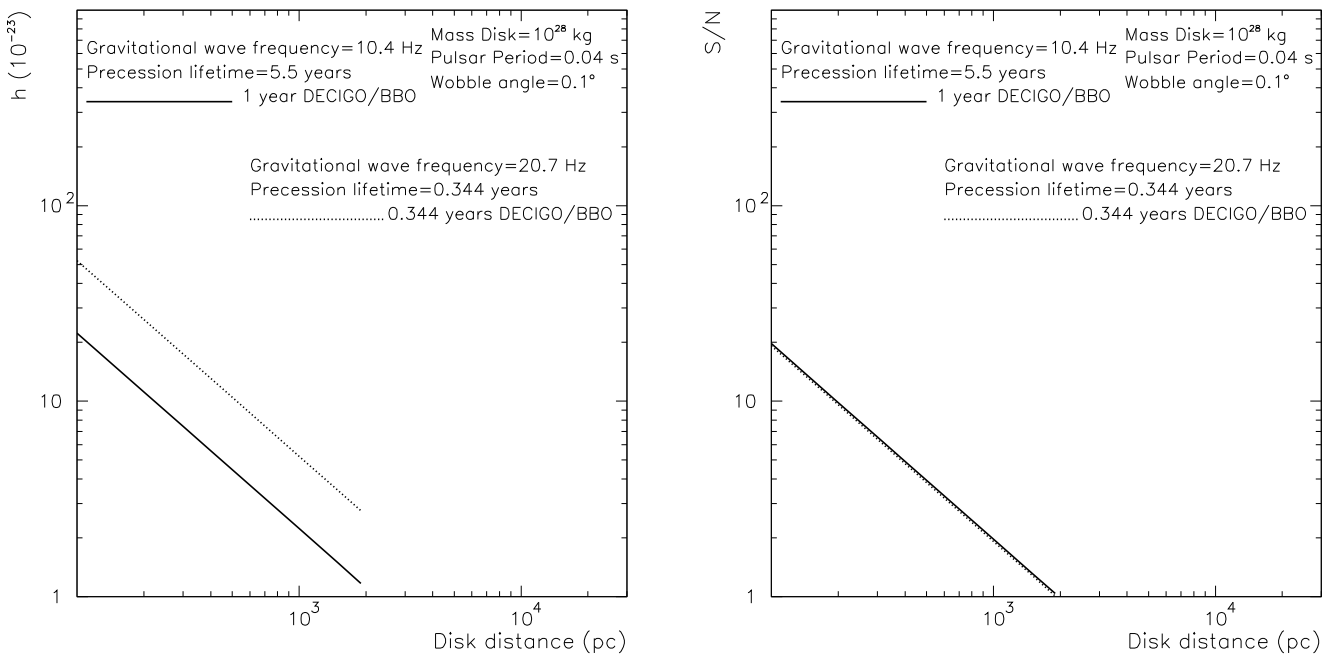 h (10⁻²³)
Gravitational wave frequency=10.4 Hz
Precession lifetime=5.5 years
1 year DECIGO/BBO
Mass Disk=10²⁸ kg
Pulsar Period=0.04 s
Wobble angle=0.1°
Gravitational wave frequency=20.7 Hz
Precession lifetime=0.344 years
0.344 years DECIGO/BBO
10²
10
1
10³
10⁴
Disk distance (pc)
S/N
Gravitational wave frequency=10.4 Hz
Precession lifetime=5.5 years
1 year DECIGO/BBO
Mass Disk=10²⁸ kg
Pulsar Period=0.04 s
Wobble angle=0.1°
Gravitational wave frequency=20.7 Hz
Precession lifetime=0.344 years
0.344 years DECIGO/BBO
10²
10
1
10³
10⁴
Disk distance (pc)